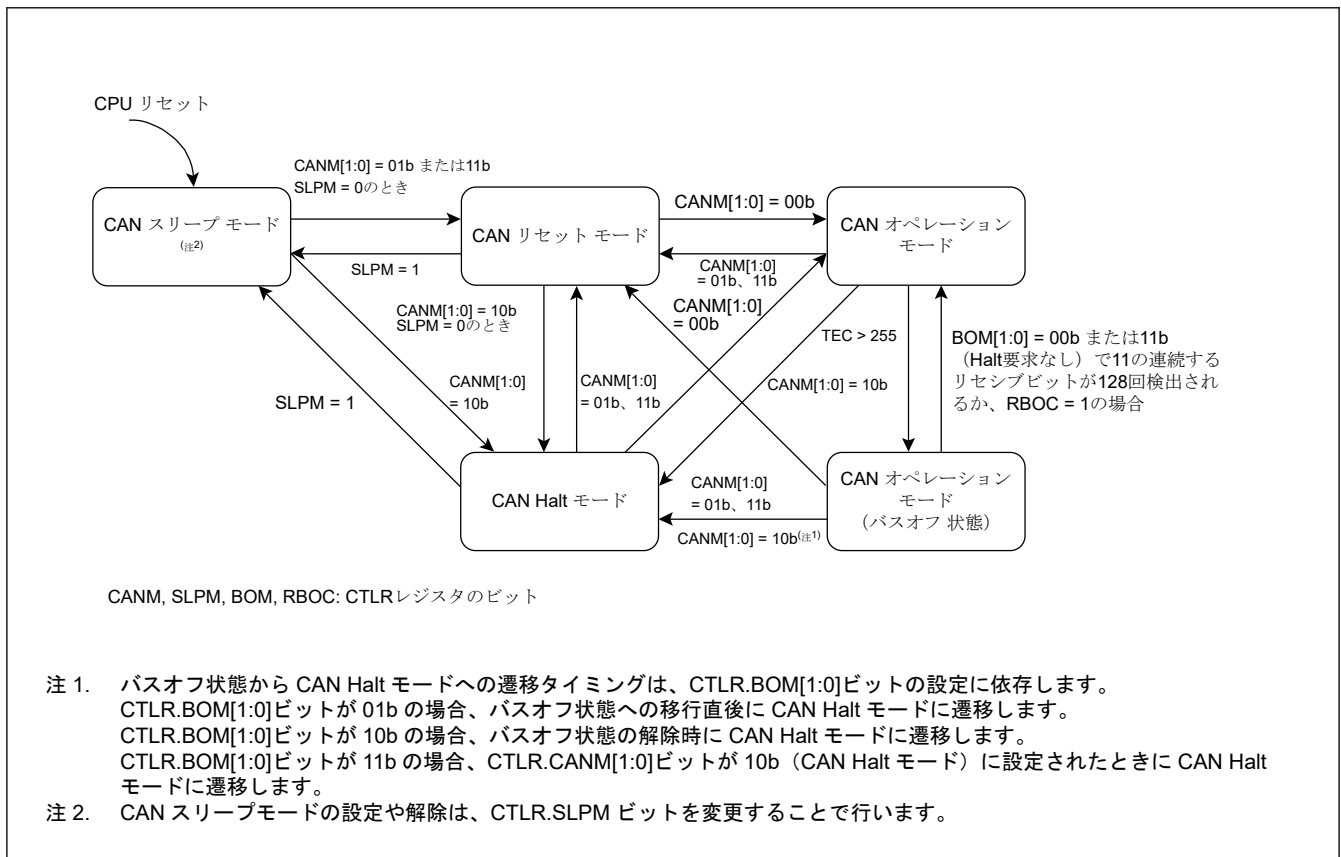 CPU リセット
CANM[1:0] = 01b または11b
SLPM = 0のとき
CAN スリープ モード
(注2)
CAN リセット モード
CANM[1:0] = 00b
CAN オペレーション
モード
SLPM = 1
CANM[1:0]
= 01b、11b
CANM[1:0] = 10b
SLPM = 0のとき
CANM[1:0]
= 00b
TEC > 255
BOM[1:0] = 00b または11b
（Halt要求なし）で11の連続する
リセシブビットが128回検出され
るか、RBOC = 1の場合
SLPM = 1
CANM[1:0]
= 10b
CANM[1:0]
= 01b、11b
CANM[1:0] = 10b
CAN Halt モード
CANM[1:0]
= 01b、11b
CANM[1:0] = 10b(注1)
CAN オペレーション
モード
（バスオフ 状態）
CANM, SLPM, BOM, RBOC: CTLRレジスタのビット
注 1. バスオフ状態から CAN Halt モードへの遷移タイミングは、CTLR.BOM[1:0]ビットの設定に依存します。
CTLR.BOM[1:0]ビットが 01b の場合、バスオフ状態への移行直後に CAN Halt モードに遷移します。
CTLR.BOM[1:0]ビットが 10b の場合、バスオフ状態の解除時に CAN Halt モードに遷移します。
CTLR.BOM[1:0]ビットが 11b の場合、CTLR.CANM[1:0]ビットが 10b（CAN Halt モード）に設定されたときに CAN Halt
モードに遷移します。
注 2. CAN スリープモードの設定や解除は、CTLR.SLPM ビットを変更することで行います。